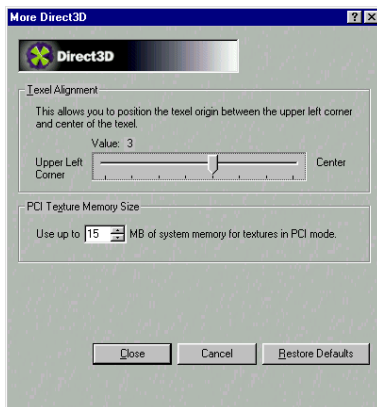 More Direct3D
Direct3D
Texel Alignment
This allows you to position the texel origin between the upper left corner
and center of the texel.
Value: 3
Upper Left
Corner
Center
PCI Texture Memory Size
Use up to 15 MB of system memory for textures in PCI mode.
Close Cancel Restore Defaults